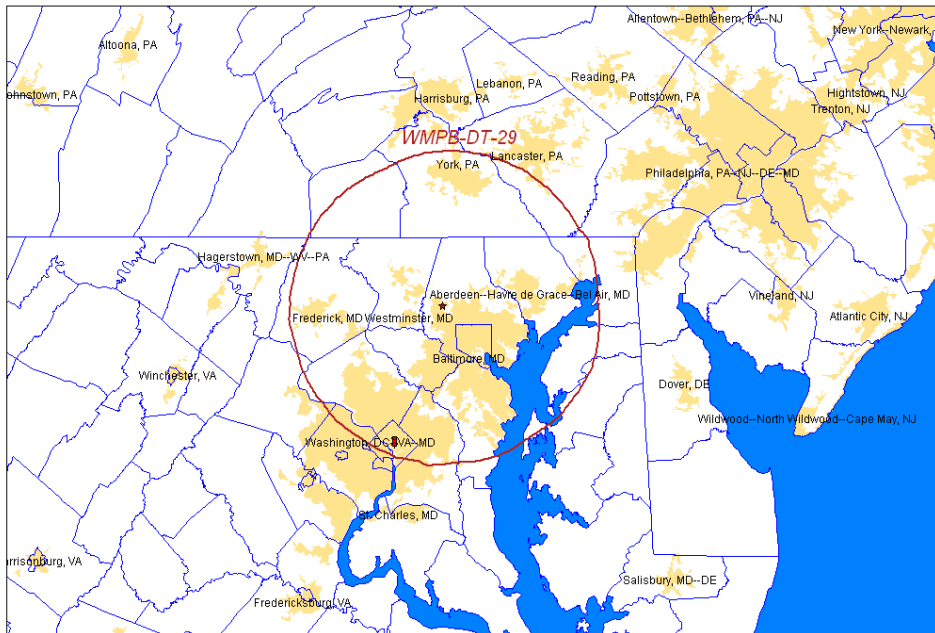 Allentown--Bethlehem, PA--NJ
New York--Newark,
Altoona, PA
Lebanon, PA
Reading, PA
Hightstown, NJ
ohnstown, PA
Harrisburg, PA
Pottstown, PA
Trenton, NJ
WMPB-DT-29
York, PA
Lancaster, PA
Philadelphia, PA--NJ--DE--MD
Hagerstown, MD--WV--PA
Aberdeen--Havre de Grace--Bel Air, MD
Vineland, NJ
Frederick, MD
Westminster, MD
Atlantic City, NJ
Baltimore, MD
Winchester, VA
Dover, DE
Wildwood--North Wildwood--Cape May, NJ
Washington, DC--VA--MD
St. Charles, MD
arrisonburg, VA
Salisbury, MD--DE
Fredericksburg, VA